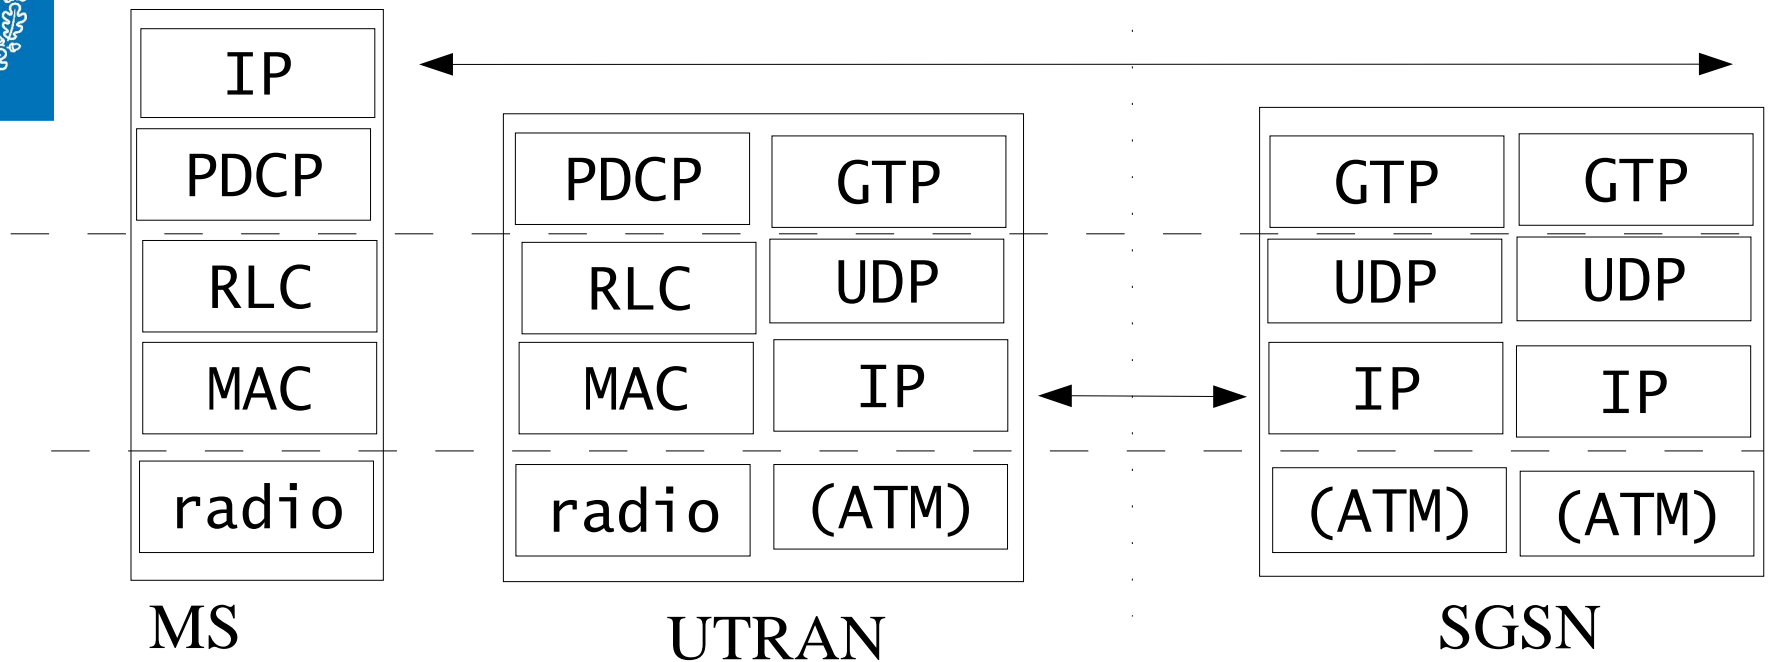 IP
PDCP
RLC
MAC
radio
MS
PDCP GTP
RLC UDP
MAC IP
radio (ATM)
UTRAN
GTP GTP
UDP UDP
IP IP
(ATM) (ATM)
SGSN